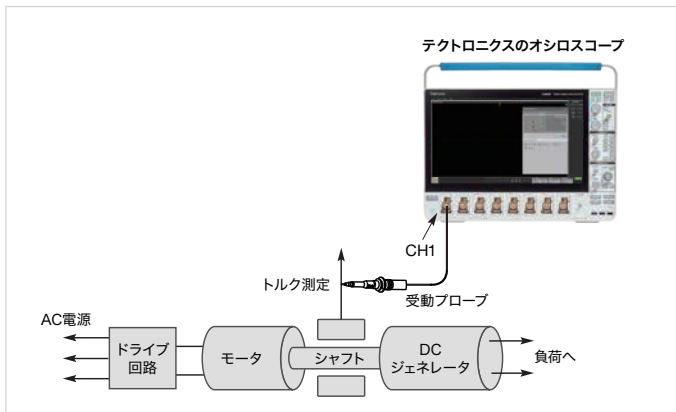 テクトロニクスのオシロスコープ
Tektronix
CH1
トルク測定
受動プローブ
AC電源
ドライブ
回路
モータ
シャフト
DC
ジェネレータ
負荷へ